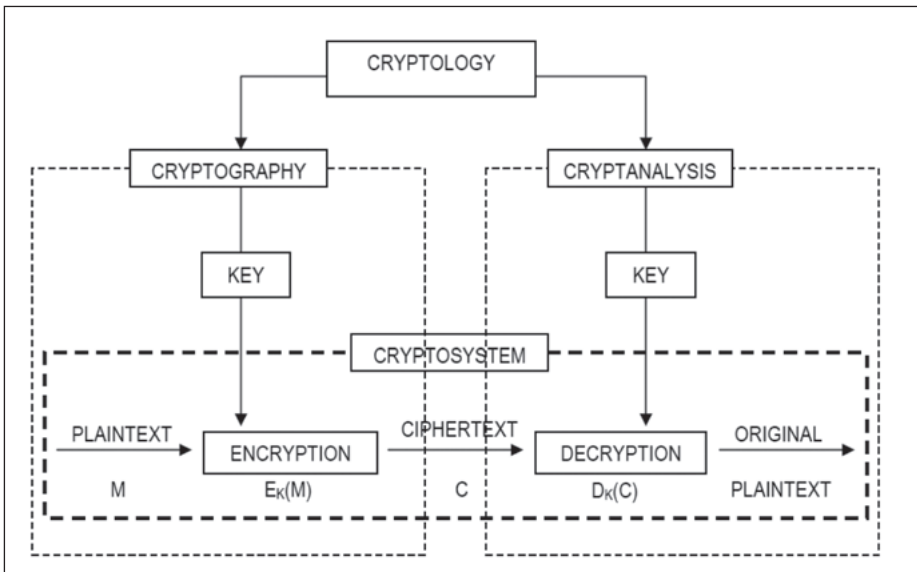 CRYPTOLOGY
CRYPTOGRAPHY
CRYPTANALYSIS
KEY
KEY
CRYPTOSYSTEM
PLAINTEXT
ENCRYPTION
CIPHERTEXT
DECRYPTION
ORIGINAL
M
EK(M)
C
DK(C)
PLAINTEXT